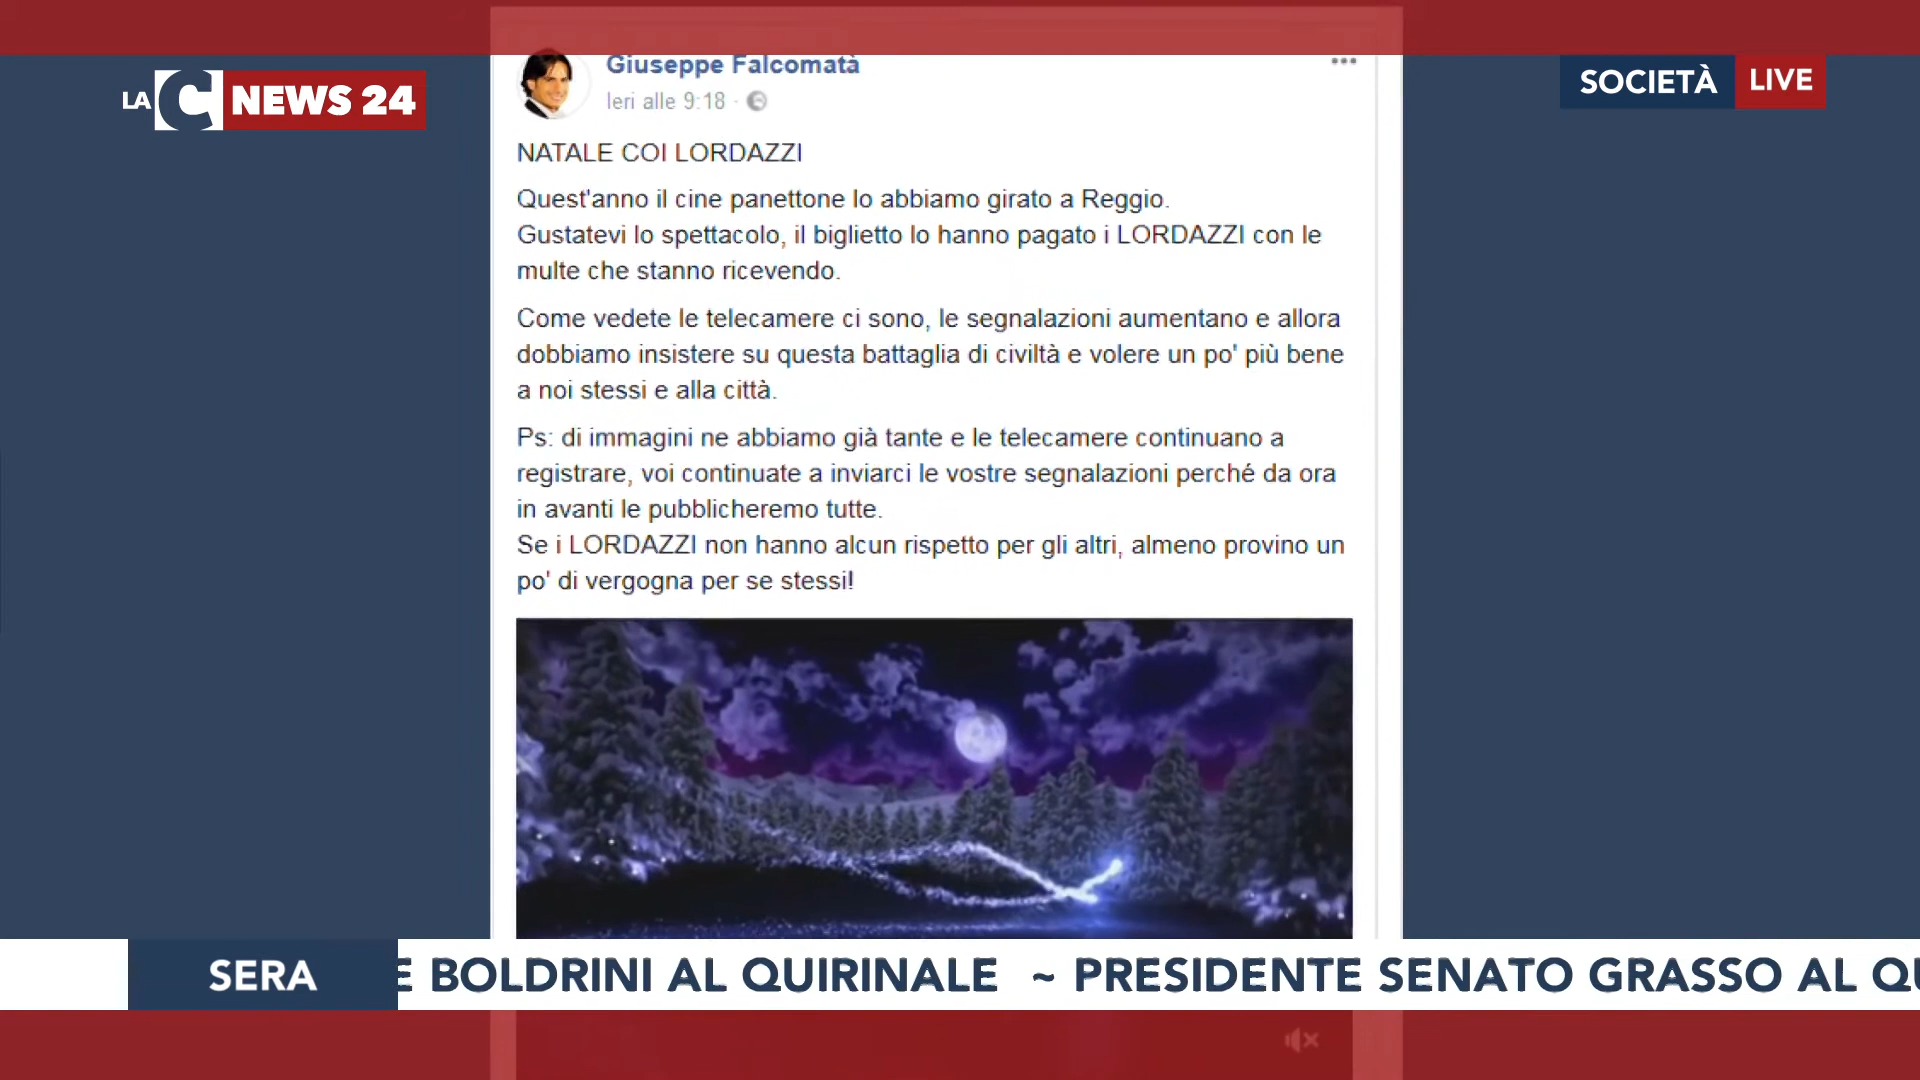 Giuseppe Falcomatà
Ieri alle 9:18 ·
LA C NEWS 24
SOCIETÀ LIVE
NATALE COI LORDAZZI
Quest'anno il cine panettone lo abbiamo girato a Reggio.
Gustatevi lo spettacolo, il biglietto lo hanno pagato i LORDAZZI con le
multe che stanno ricevendo.
Come vedete le telecamere ci sono, le segnalazioni aumentano e allora
dobbiamo insistere su questa battaglia di civiltà e volere un po' più bene
a noi stessi e alla città.
Ps: di immagini ne abbiamo già tante e le telecamere continuano a
registrare, voi continuate a inviarci le vostre segnalazioni perché da ora
in avanti le pubblicheremo tutte.
Se i LORDAZZI non hanno alcun rispetto per gli altri, almeno provino un
po' di vergogna per se stessi!
SERA E BOLDRINI AL QUIRINALE ~ PRESIDENTE SENATO GRASSO AL QU